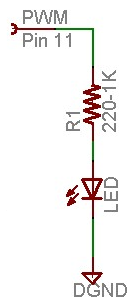 PWM
Pin 11
R1
220-1K
LED
DGND